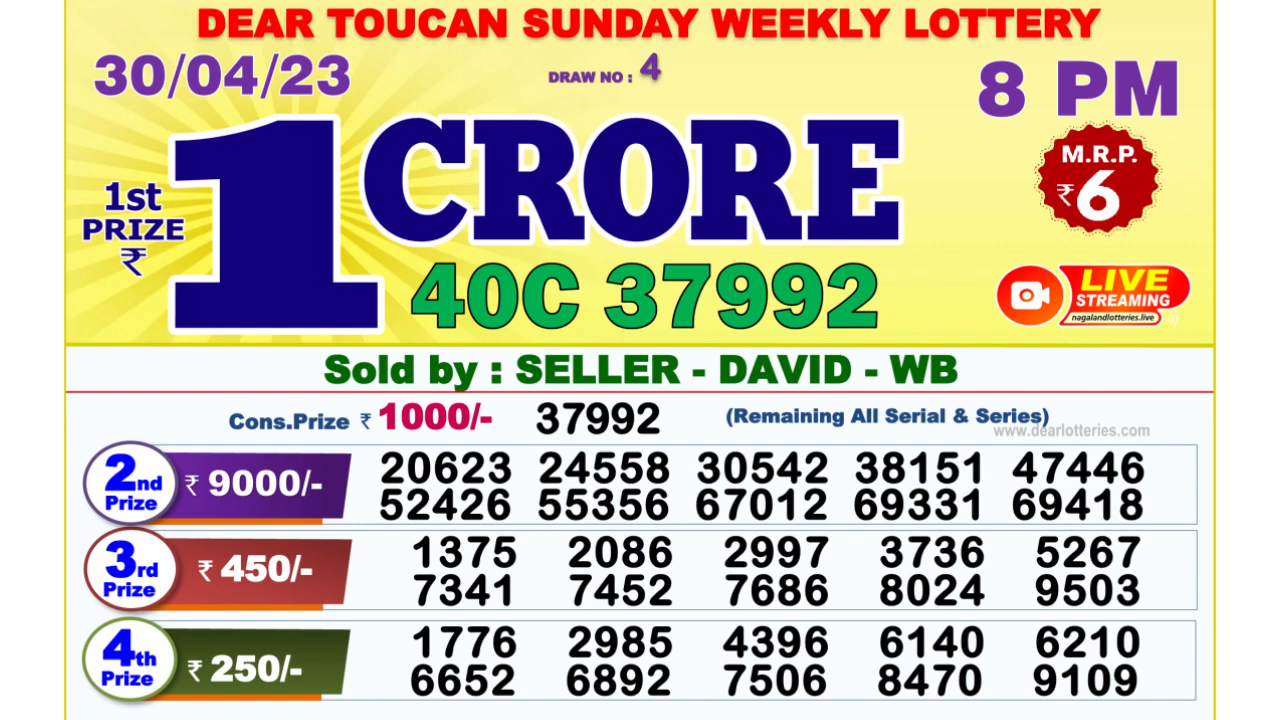 DEAR TOUCAN SUNDAY WEEKLY LOTTERY
30/04/23 DRAW NO : 4 8 PM
1st PRIZE ₹ 1 CRORE
M.R.P. ₹6
40C 37992
LIVE STREAMING
nagalandlotteries.live
Sold by : SELLER - DAVID - WB
Cons.Prize ₹ 1000/- 37992 (Remaining All Serial & Series)
www.dearlotteries.com
2nd Prize ₹ 9000/-
20623 24558 30542 38151 47446
52426 55356 67012 69331 69418
3rd Prize ₹ 450/-
1375 2086 2997 3736 5267
7341 7452 7686 8024 9503
4th Prize ₹ 250/-
1776 2985 4396 6140 6210
6652 6892 7506 8470 9109